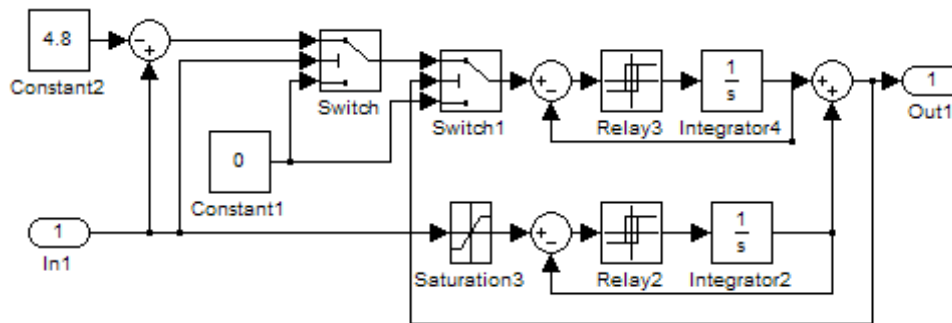 4.8
-
+
Constant2
Switch
Switch1
+
-
Relay3
1
s
Integrator4
+
+
1
Out1
0
Constant1
1
In1
Saturation3
+
-
Relay2
1
s
Integrator2